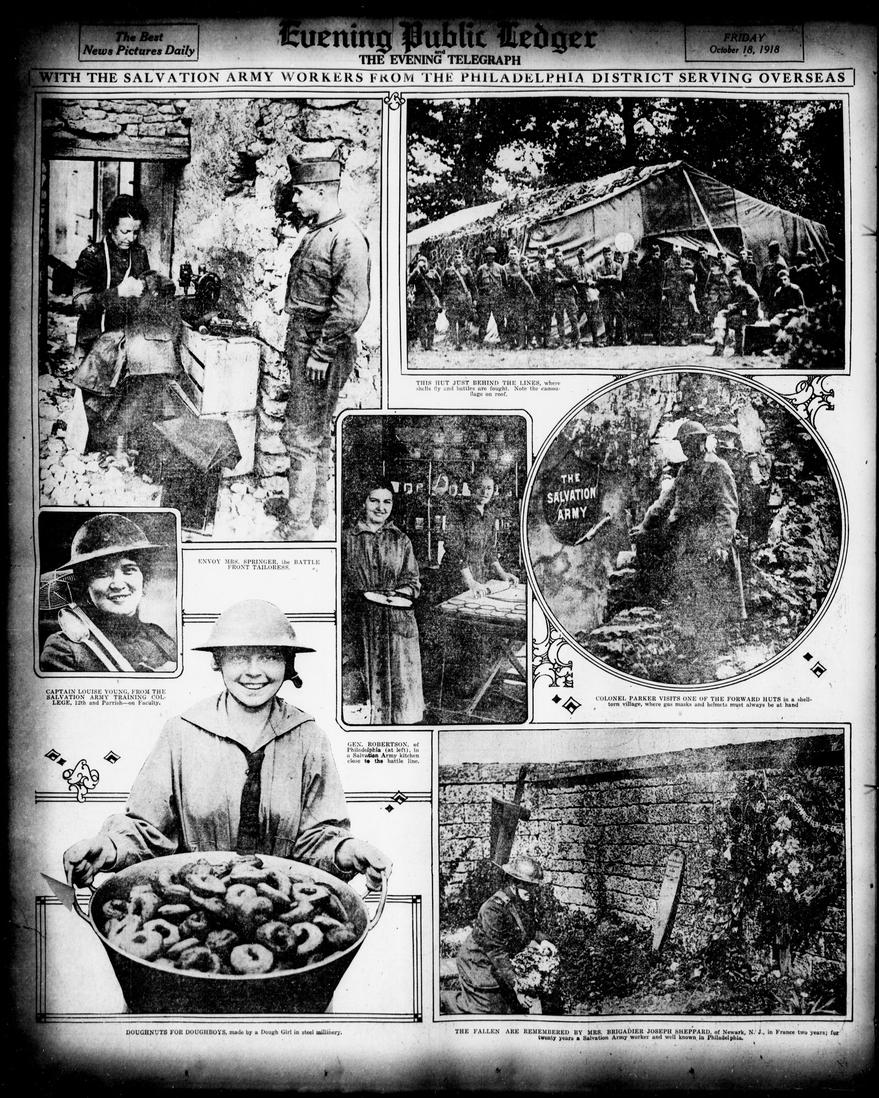 The Best
News Pictures Daily
Evening Public Ledger
and
THE EVENING TELEGRAPH
FRIDAY
October 18, 1918
WITH THE SALVATION ARMY WORKERS FROM THE PHILADELPHIA DISTRICT SERVING OVERSEAS
THIS HUT JUST BEHIND THE LINES, where
shells fly and battles are fought. Note the camou-
flage on roof.
THE
SALVATION
ARMY
ENVOY MRS. SPRINGER, the BATTLE
FRONT TAILORESS.
CAPTAIN LOUISE YOUNG, FROM THE
SALVATION ARMY TRAINING COL-
LEGE, 12th and Parrish—on Faculty.
COLONEL PARKER VISITS ONE OF THE FORWARD HUTS in a shell-
torn village, where gas masks and helmets must always be at hand
GEN. ROBERTSON, of
Philadelphia (at left), in
a Salvation Army kitchen
close to the battle line.
DOUGHNUTS FOR DOUGHBOYS, made by a Dough Girl in steel millinery.
THE FALLEN ARE REMEMBERED BY MRS. BRIGADIER JOSEPH SHEPPARD, of Newark, N. J., in France two years; for
twenty years a Salvation Army worker and well known in Philadelphia.